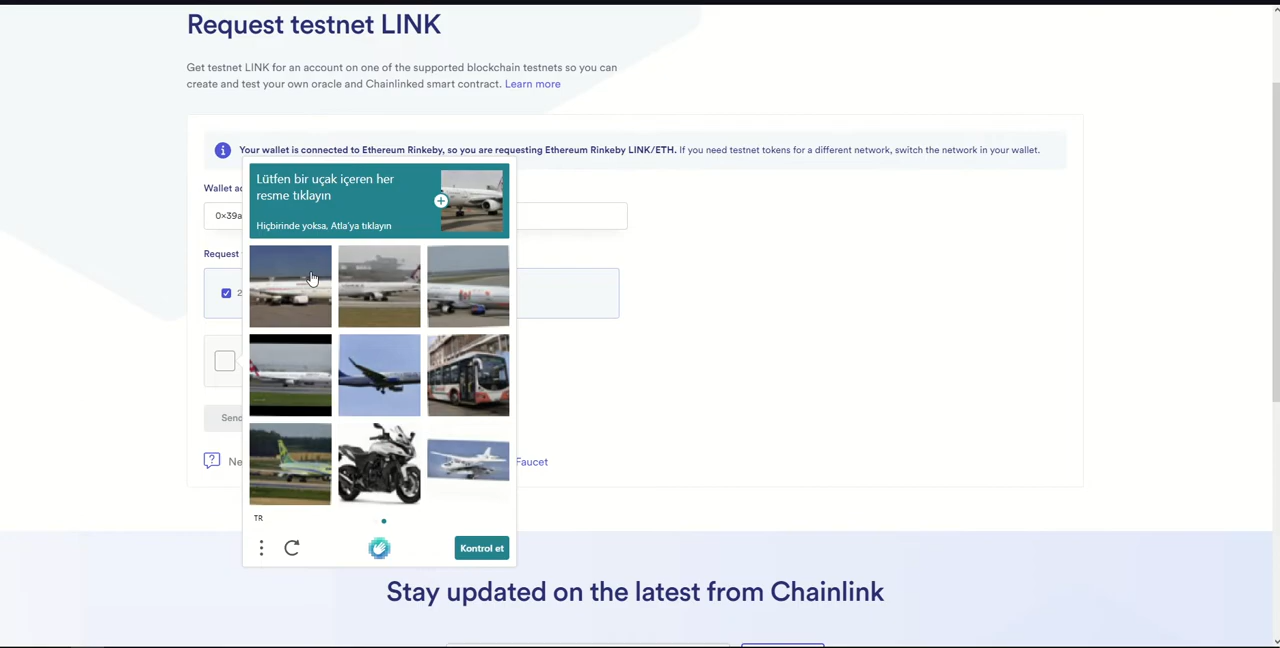 Request testnet LINK
Get testnet LINK for an account on one of the supported blockchain testnets so you can
create and test your own oracle and Chainlinked smart contract. Learn more
Your wallet is connected to Ethereum Rinkeby, so you are requesting Ethereum Rinkeby LINK/ETH. If you need testnet tokens for a different network, switch the network in your wallet.
Lütfen bir uçak içeren her
resme tıklayın
Hiçbirinde yoksa, Atla'ya tıklayın
Wallet
0x39a
Request
2
Send
Faucet
TR
Kontrol et
Stay updated on the latest from Chainlink